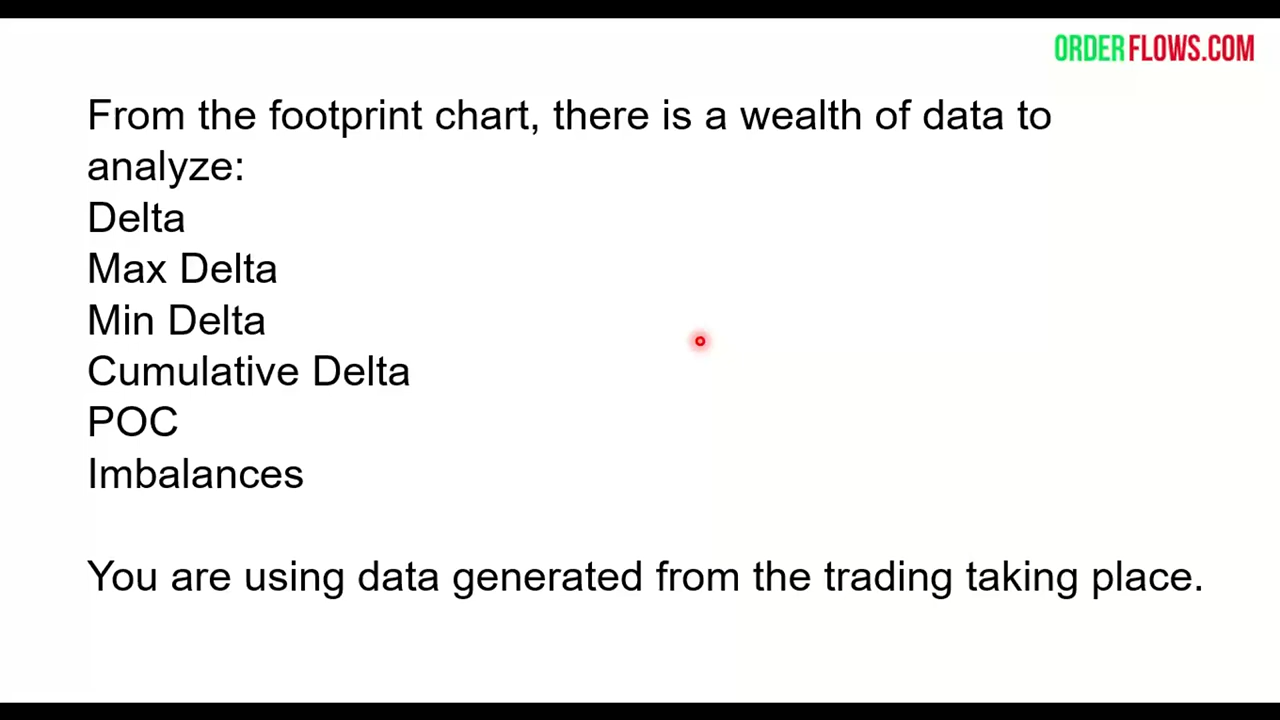 ORDERFLOWS.COM
From the footprint chart, there is a wealth of data to
analyze:
Delta
Max Delta
Min Delta
Cumulative Delta
POC
Imbalances
You are using data generated from the trading taking place.